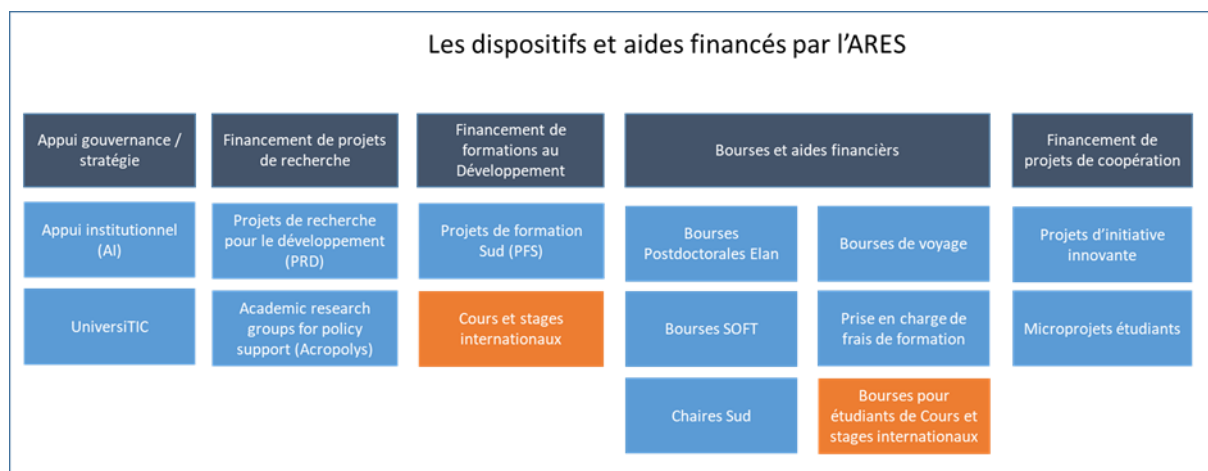 Les dispositifs et aides financés par l'ARES
Appui gouvernance /
stratégie
Financement de projets
de recherche
Financement de
formations au
Développement
Bourses et aides financièrs
Financement de
projets de coopération
Appui institutionnel
(AI)
Projets de recherche
pour le développement
(PRD)
Projets de formation
Sud (PFS)
Bourses
Postdoctorales Elan
Bourses de voyage
Projets d'initiative
innovante
UniversiTIC
Academic research
groups for policy
support (Acropolys)
Cours et stages
internationaux
Bourses SOFT
Prise en charge de
frais de formation
Microprojets étudiants
Chaires Sud
Bourses pour
étudiants de Cours et
stages internationaux